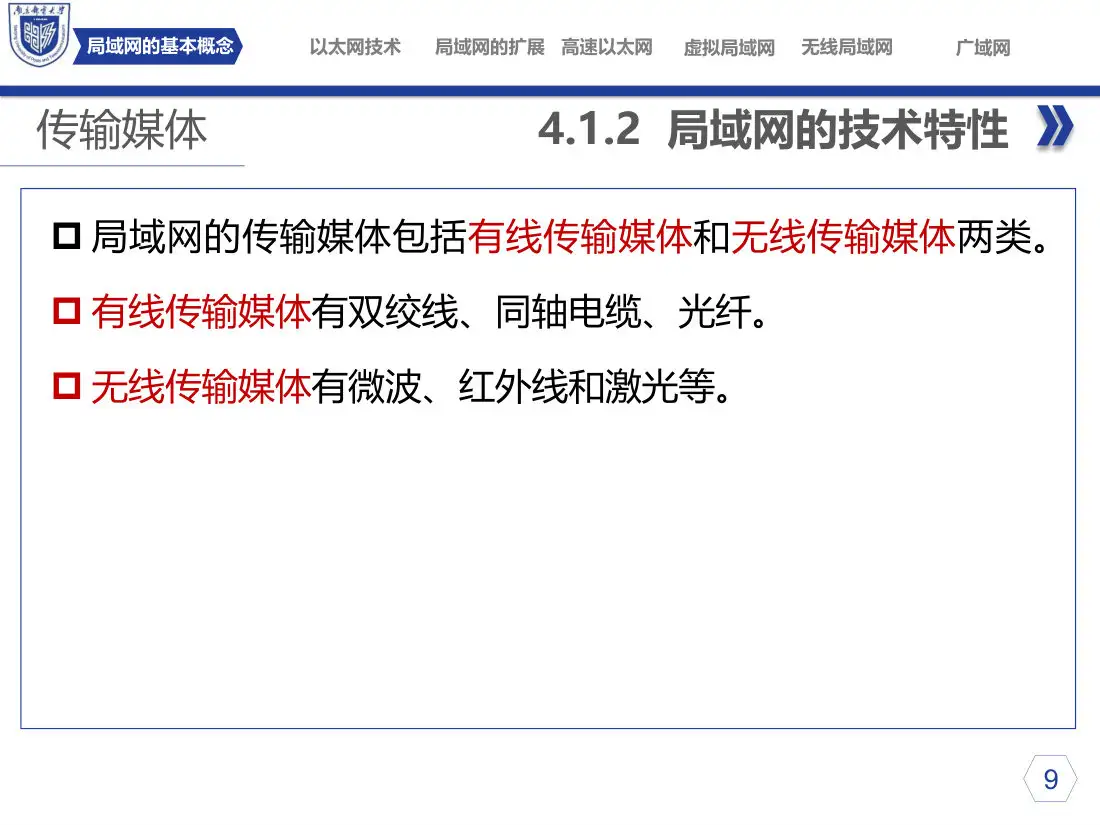 局域网的基本概念 以太网技术 局域网的扩展 高速以太网 虚拟局域网 无线局域网 广域网
传输媒体 4.1.2 局域网的技术特性
局域网的传输媒体包括有线传输媒体和无线传输媒体两类。
有线传输媒体有双绞线、同轴电缆、光纤。
无线传输媒体有微波、红外线和激光等。
9